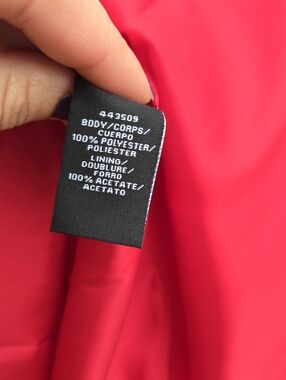 443509
BODY/CORPS/
CUERPO
100% POLYESTER/
POLIESTER
LINING/
DOUBLURE/
FORRO
100% ACETATE/
ACETATO